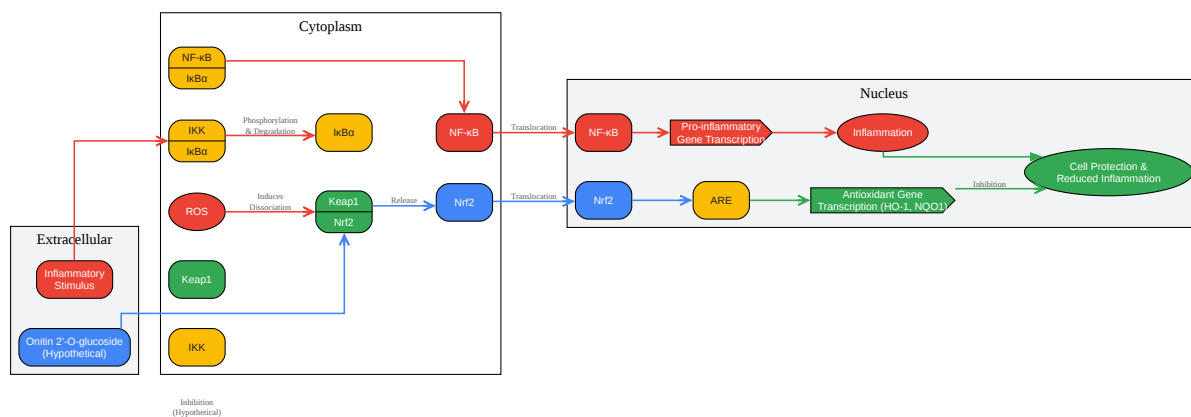 Cytoplasm
NF-κB
IκBα
IKK
IκBα
Phosphorylation
& Degradation
IκBα
NF-κB
Translocation
ROS
Induces
Dissociation
Keap1
Nrf2
Release
Nrf2
Translocation
Keap1
IKK
Extracellular
Inflammatory
Stimulus
Onitin 2'-O-glucoside
(Hypothetical)
Nucleus
NF-κB
Pro-inflammatory
Gene Transcription
Inflammation
Nrf2
ARE
Antioxidant Gene
Transcription (HO-1, NQO1)
Inhibition
Cell Protection &
Reduced Inflammation
Inhibition
(Hypothetical)